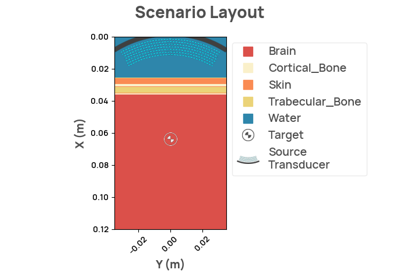 Scenario Layout
0.00
0.02
0.04
0.06
0.08
0.10
0.12
X (m)
-0.02
0.00
0.02
Y (m)
Brain
Cortical_Bone
Skin
Trabecular_Bone
Water
Target
Source
Transducer